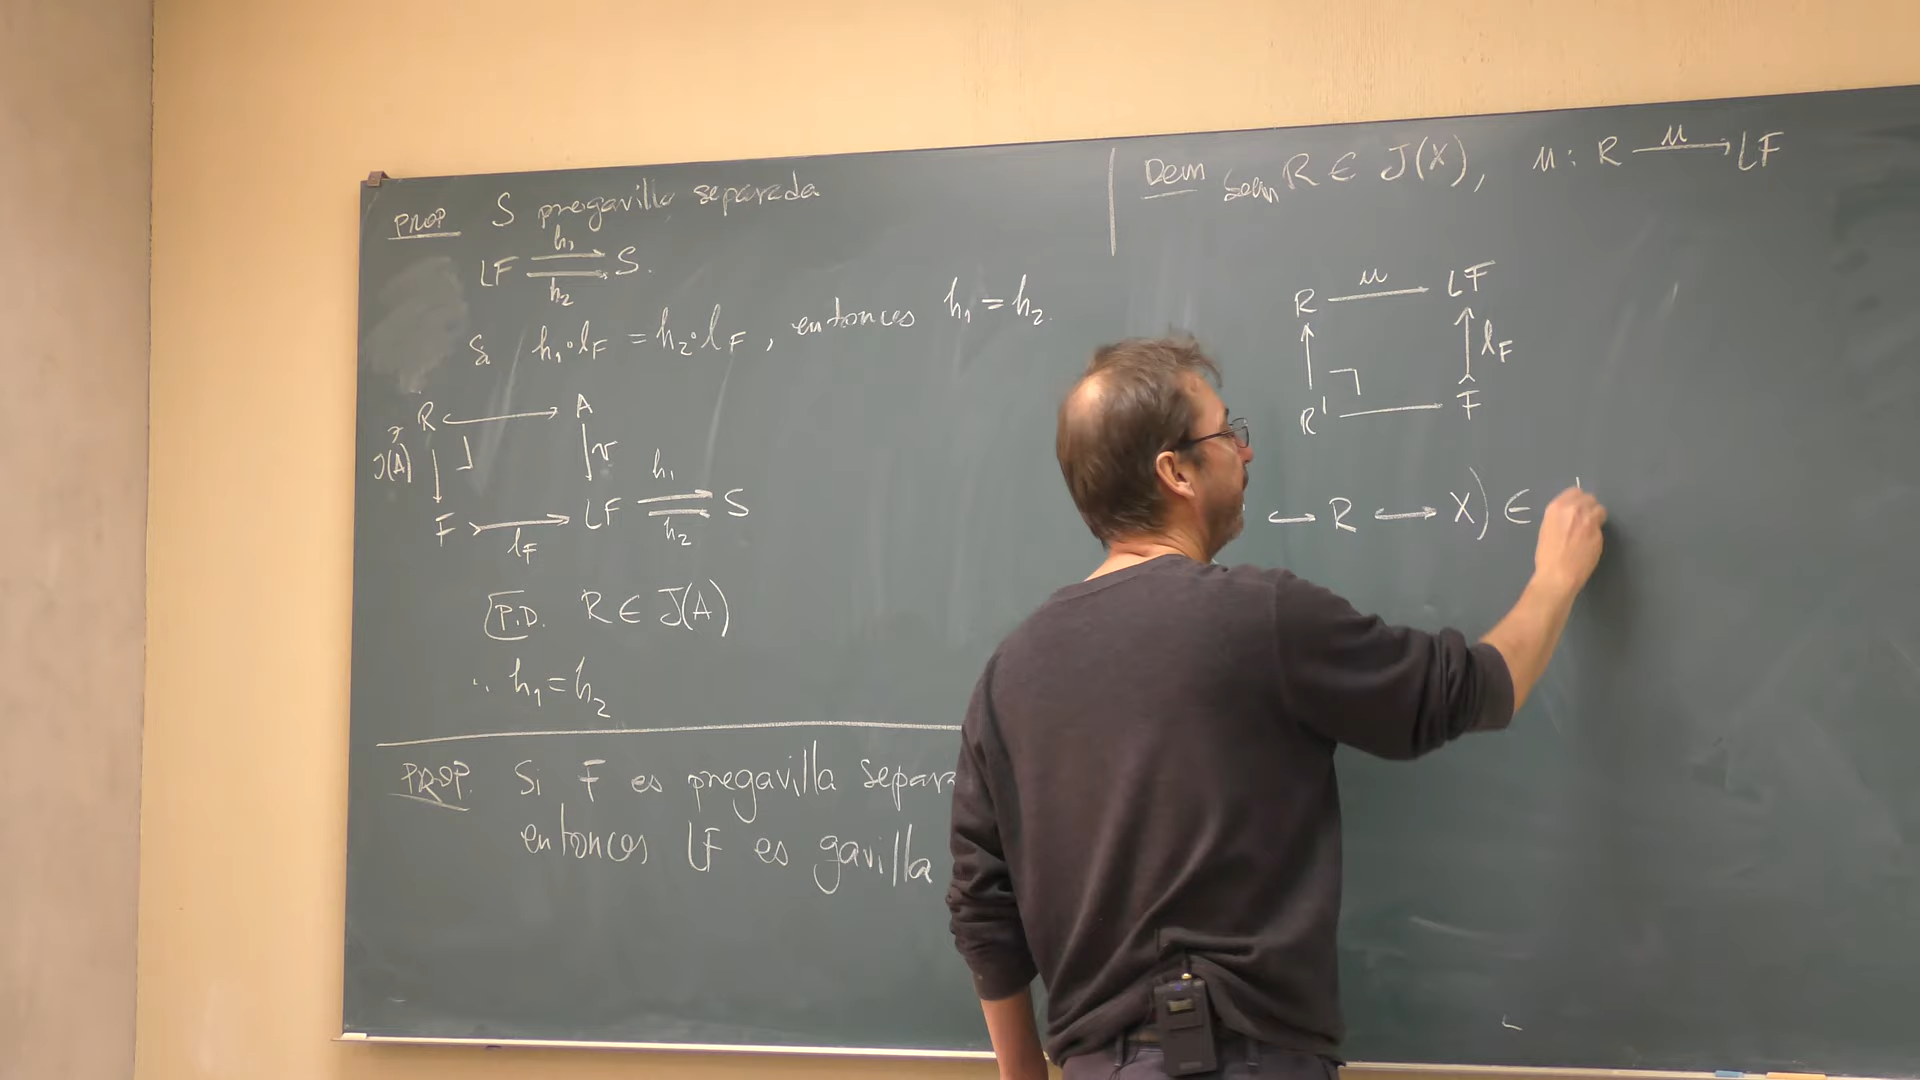 PROP S pregavilla separada
h₁
LF ⇉ S.
h₂
Si h₁∘l_F = h₂∘l_F, entonces h₁ = h₂.
R ↪ A
J(A) v h₁
F ↣ LF ⇉ S
l_F h₂
P.D. R ∈ J(A)
∴ h₁ = h₂
PROP. Si F es pregavilla separa
entonces LF es gavilla
Dem Sean R ∈ J(X), u: R —u→ LF
R —u→ LF
l_F
R' — F
↪ R ↪ X) ∈